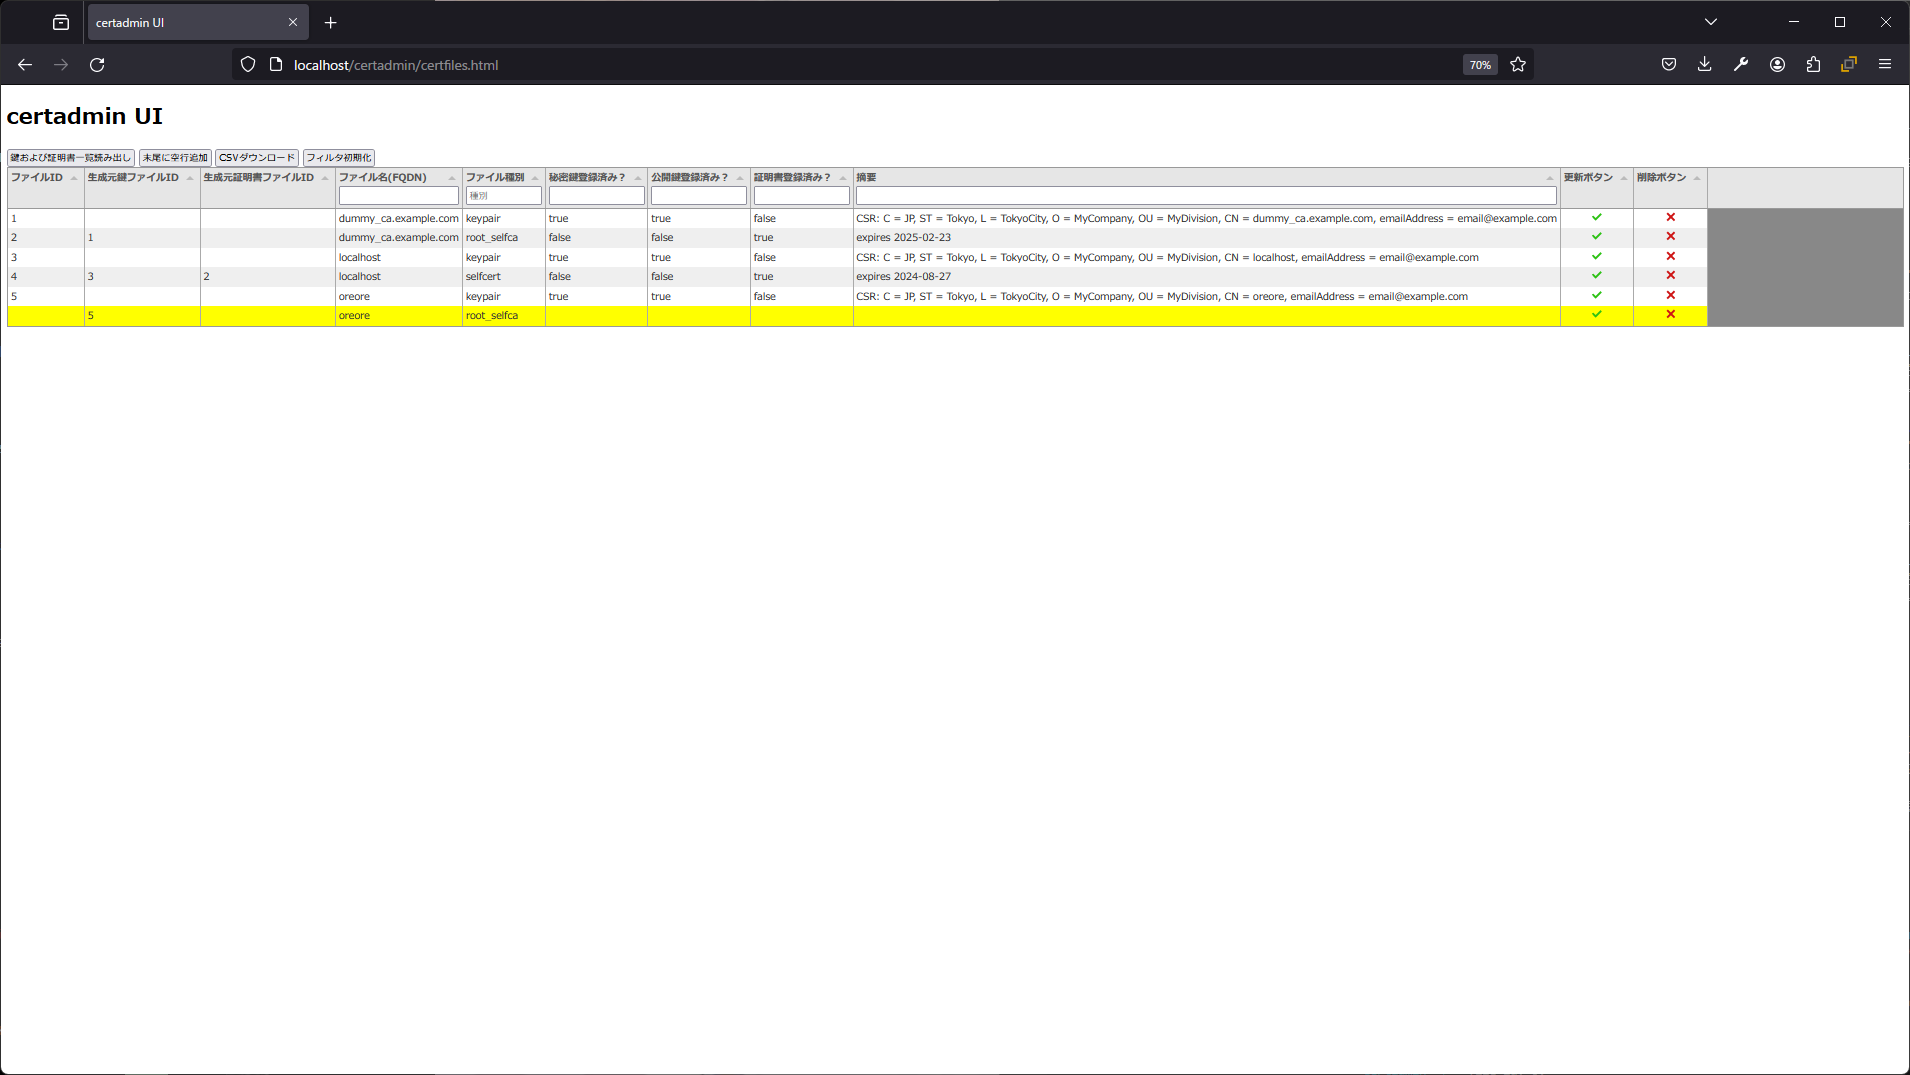 certadmin UI
localhost/certadmin/certfiles.html 70%
certadmin UI
鍵および証明書一覧読み出し 末尾に空行追加 CSVダウンロード フィルタ初期化
ファイルID 生成元鍵ファイルID 生成元証明書ファイルID ファイル名(FQDN) ファイル種別 秘密鍵登録済み？ 公開鍵登録済み？ 証明書登録済み？ 摘要 更新ボタン 削除ボタン
種別
1 dummy_ca.example.com keypair true true false CSR: C = JP, ST = Tokyo, L = TokyoCity, O = MyCompany, OU = MyDivision, CN = dummy_ca.example.com, emailAddress = email@example.com
2 1 dummy_ca.example.com root_selfca false false true expires 2025-02-23
3 localhost keypair true true false CSR: C = JP, ST = Tokyo, L = TokyoCity, O = MyCompany, OU = MyDivision, CN = localhost, emailAddress = email@example.com
4 3 2 localhost selfcert false false true expires 2024-08-27
5 oreore keypair true true false CSR: C = JP, ST = Tokyo, L = TokyoCity, O = MyCompany, OU = MyDivision, CN = oreore, emailAddress = email@example.com
5 oreore root_selfca